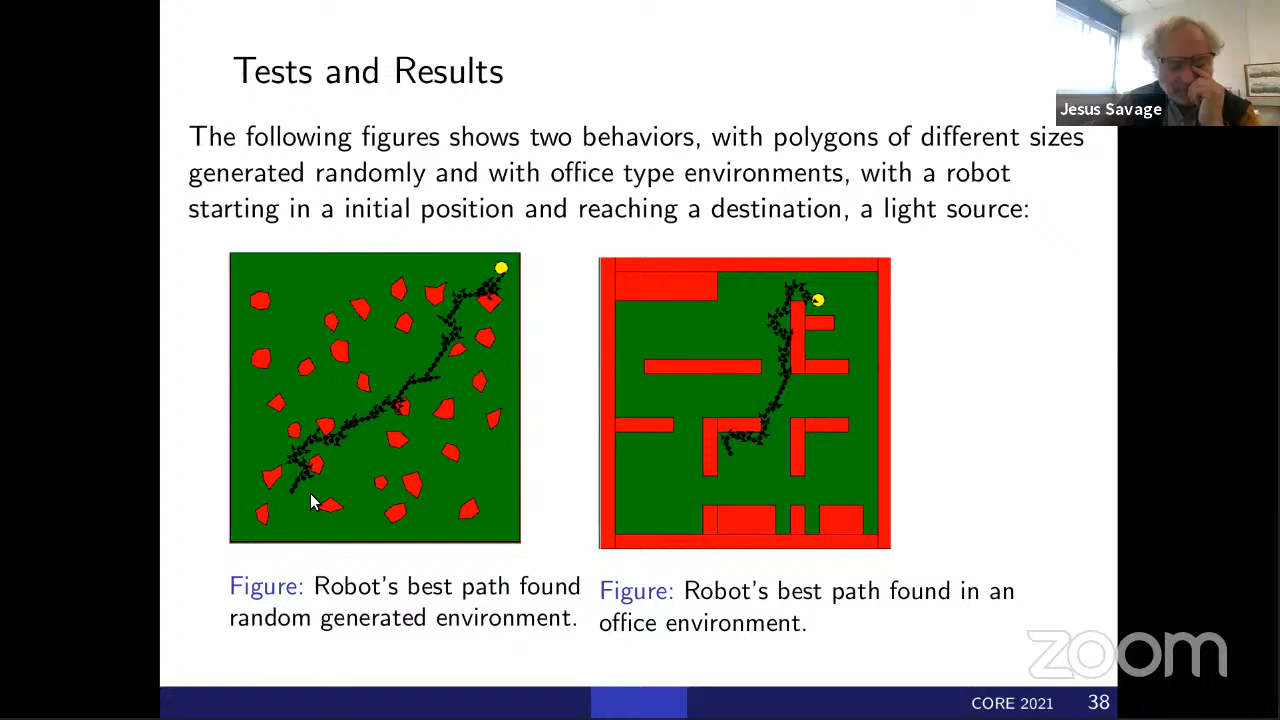 Tests and Results
Jesus Savage
The following figures shows two behaviors, with polygons of different sizes
generated randomly and with office type environments, with a robot
starting in a initial position and reaching a destination, a light source:
Figure: Robot's best path found
random generated environment.
Figure: Robot's best path found in an
office environment.
zoom
CORE 2021 38